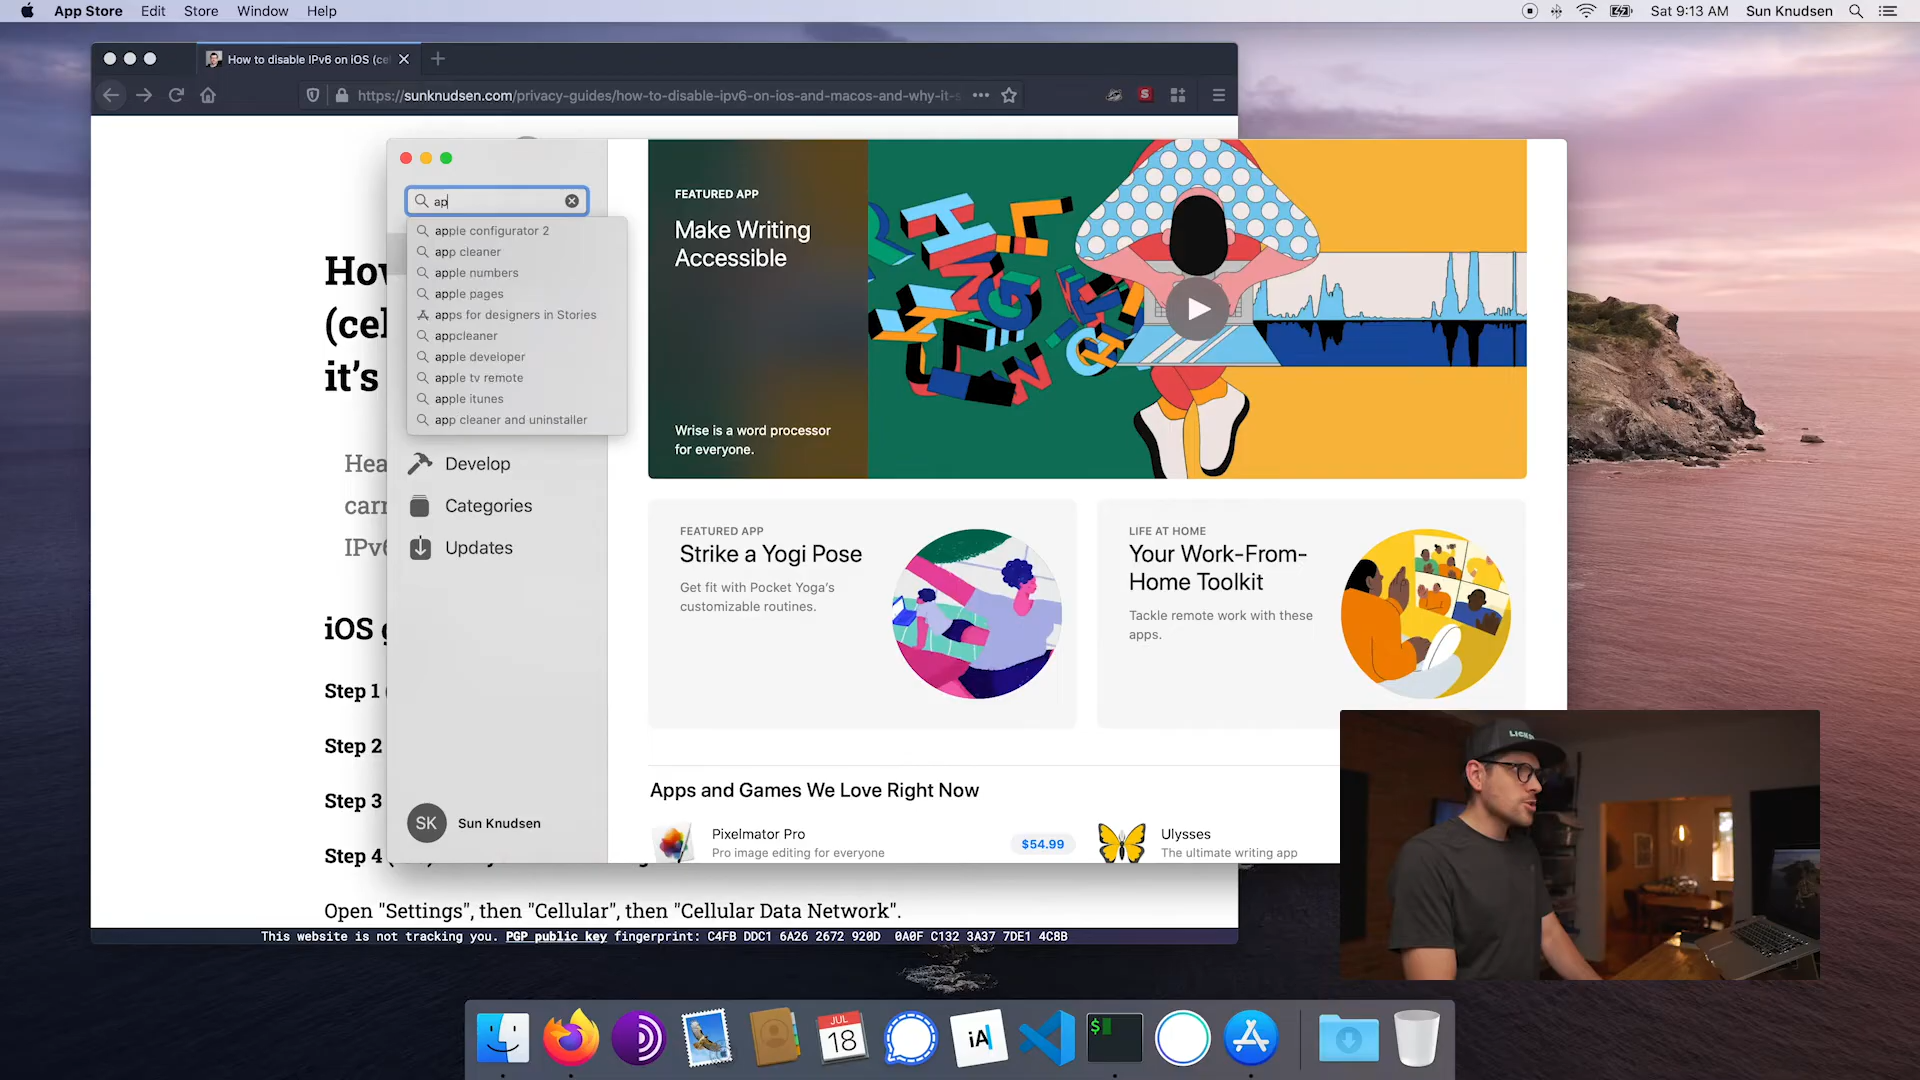 App Store Edit Store Window Help
Sat 9:13 AM Sun Knudsen
How to disable IPv6 on iOS (ce
https://sunknudsen.com/privacy-guides/how-to-disable-ipv6-on-ios-and-macos-and-why-it-s
ap
apple configurator 2
app cleaner
apple numbers
apple pages
apps for designers in Stories
appcleaner
apple developer
apple tv remote
apple itunes
app cleaner and uninstaller
Develop
Categories
Updates
SK Sun Knudsen
FEATURED APP
Make Writing
Accessible
Wrise is a word processor
for everyone.
FEATURED APP
Strike a Yogi Pose
Get fit with Pocket Yoga's
customizable routines.
LIFE AT HOME
Your Work-From-
Home Toolkit
Tackle remote work with these
apps.
Apps and Games We Love Right Now
Pixelmator Pro
Pro image editing for everyone
$54.99
Ulysses
The ultimate writing app
(cel
it's
Hea
carr
IPv6
iOS
Step 1
Step 2
Step 3
Step 4
Open "Settings", then "Cellular", then "Cellular Data Network".
This website is not tracking you. PGP public key fingerprint: C4FB DDC1 6A26 2672 920D 0A0F C132 3A37 7DE1 4C8B
JUL
18
iA
$